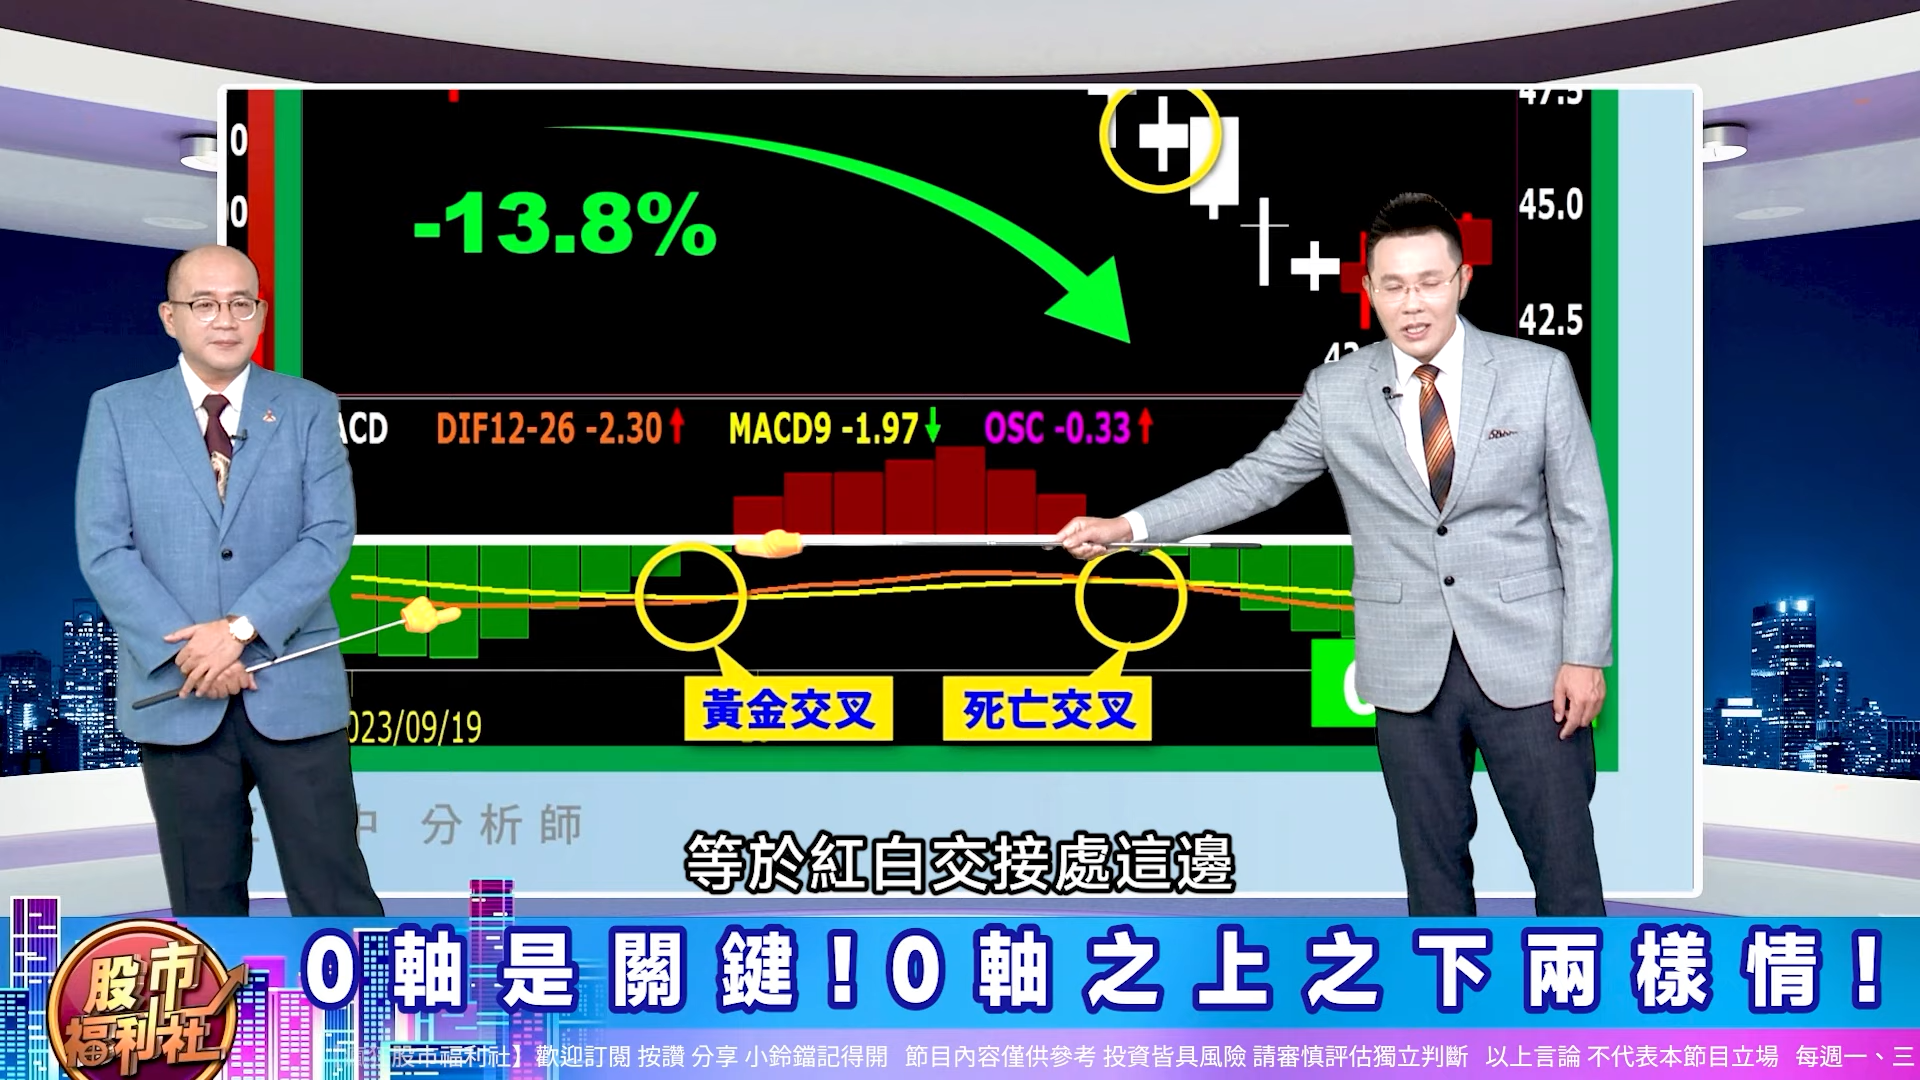 47.5
-13.8%
45.0
42.5
ACD DIF12-26 -2.30 MACD9 -1.97 OSC -0.33
黃金交叉 死亡交叉
023/09/19
分析師
等於紅白交接處這邊
0軸是關鍵!0軸之上之下兩樣情!
股市福利社
股市福利社】歡迎訂閱 按讚 分享 小鈴鐺記得開 節目內容僅供參考 投資皆具風險 請審慎評估獨立判斷 以上言論 不代表本節目立場 每週一、三